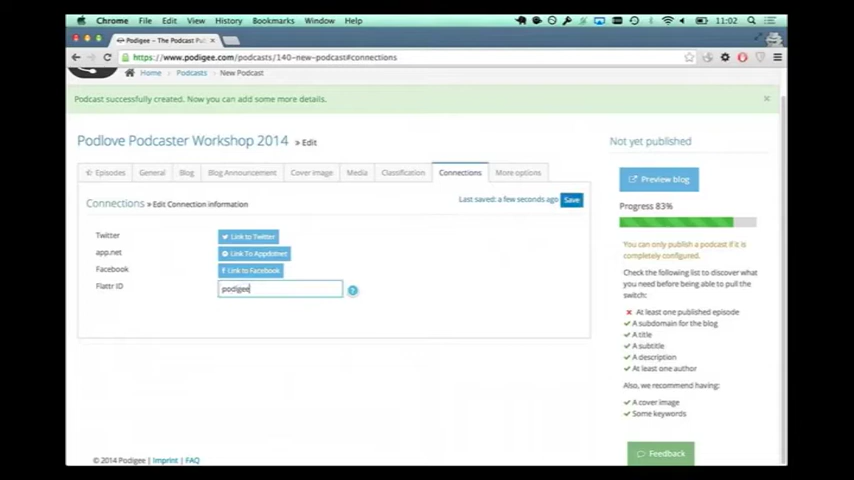 Chrome File Edit View History Bookmarks Window Help 11:02
Podigee – The Podcast Pu
https://www.podigee.com/podcasts/140-new-podcast#connections
Home Podcasts New Podcast
Podcast successfully created. Now you can add some more details. ×
Podlove Podcaster Workshop 2014 » Edit
Not yet published
Episodes General Blog Blog Announcement Cover image Media Classification Connections More options
Preview blog
Connections » Edit Connection information
Last saved: a few seconds ago Save
Progress 83%
Twitter Link to Twitter
app.net Link To Appdotnet
Facebook Link to Facebook
Flattr ID podigee ?
You can only publish a podcast if it is
completely configured.
Check the following list to discover what
you need before being able to pull the
switch:
At least one published episode
A subdomain for the blog
A title
A subtitle
A description
At least one author
Also, we recommend having:
A cover image
Some keywords
Feedback
© 2014 Podigee | Imprint | FAQ